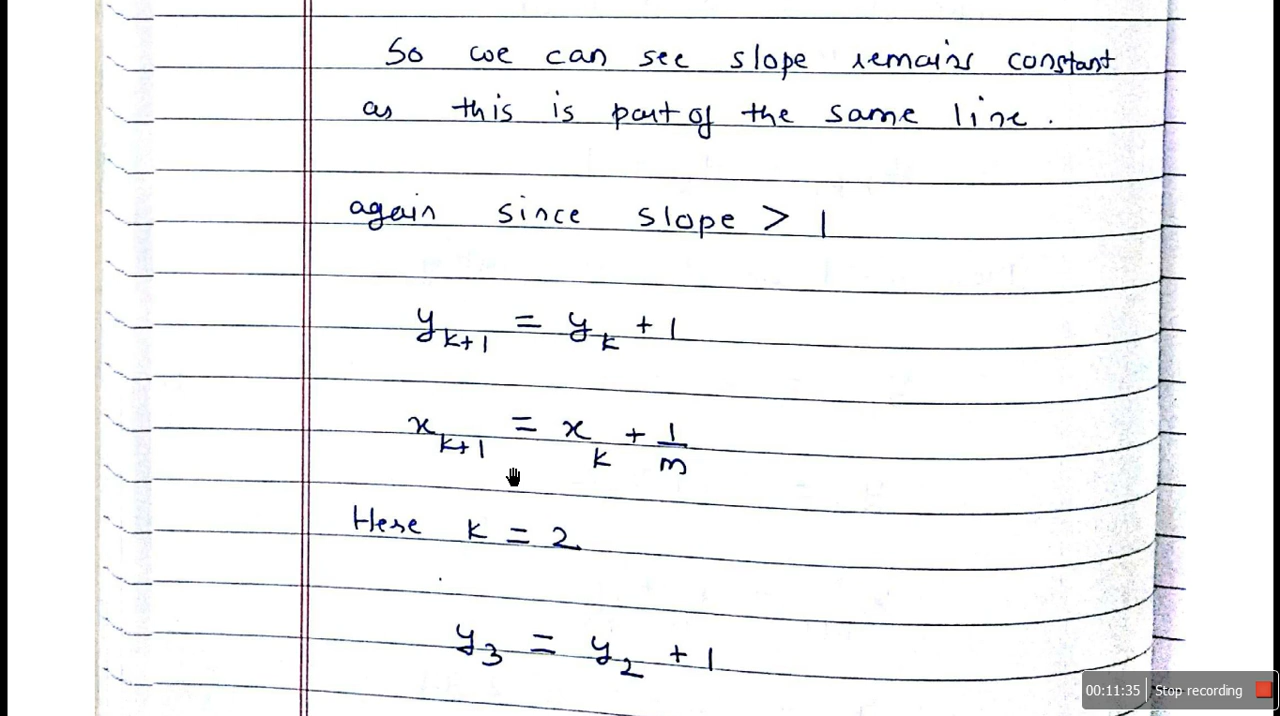 So we can see slope remains constant
as this is part of the same line.
again since slope > 1
y_{k+1} = y_k + 1
x_{k+1} = x_k + 1/m
Here k = 2
y_3 = y_2 + 1
00:11:35 Stop recording